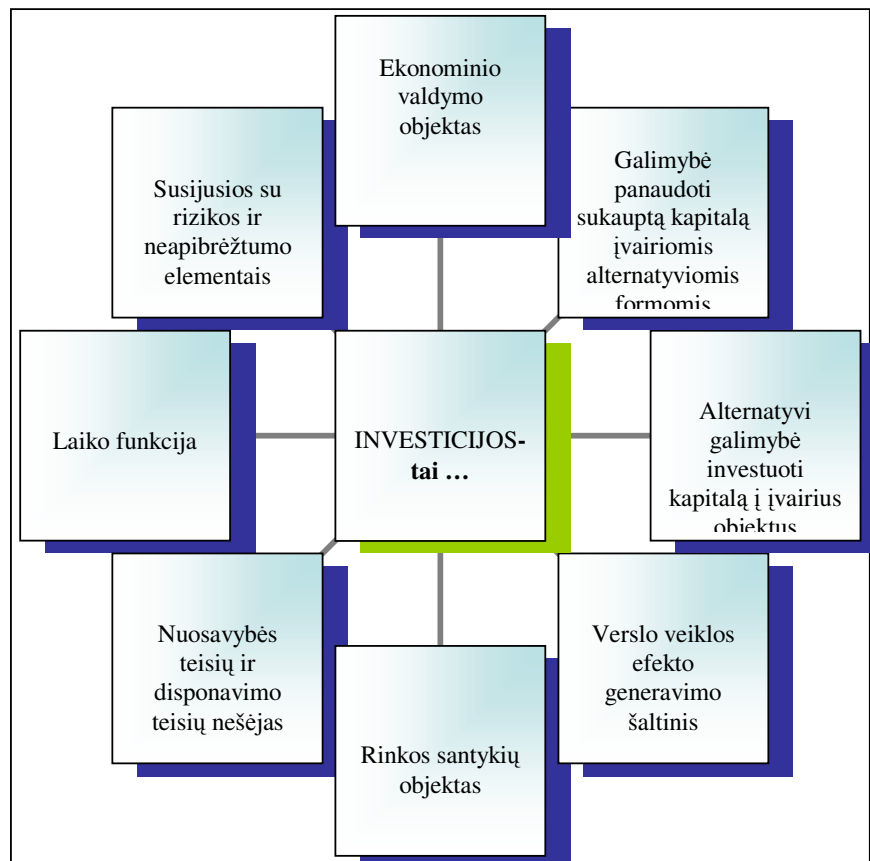 Ekonominio
valdymo
objektas
Galimybė
panaudoti
sukauptą kapitalą
įvairiomis
alternatyviomis
formomis
Susijusios su
rizikos ir
neapibrėžtumo
elementais
Laiko funkcija
INVESTICIJOS-
tai …
Alternatyvi
galimybė
investuoti
kapitalą į įvairius
objektus
Nuosavybės
teisių ir
disponavimo
teisių nešėjas
Rinkos santykių
objektas
Verslo veiklos
efekto
generavimo
šaltinis